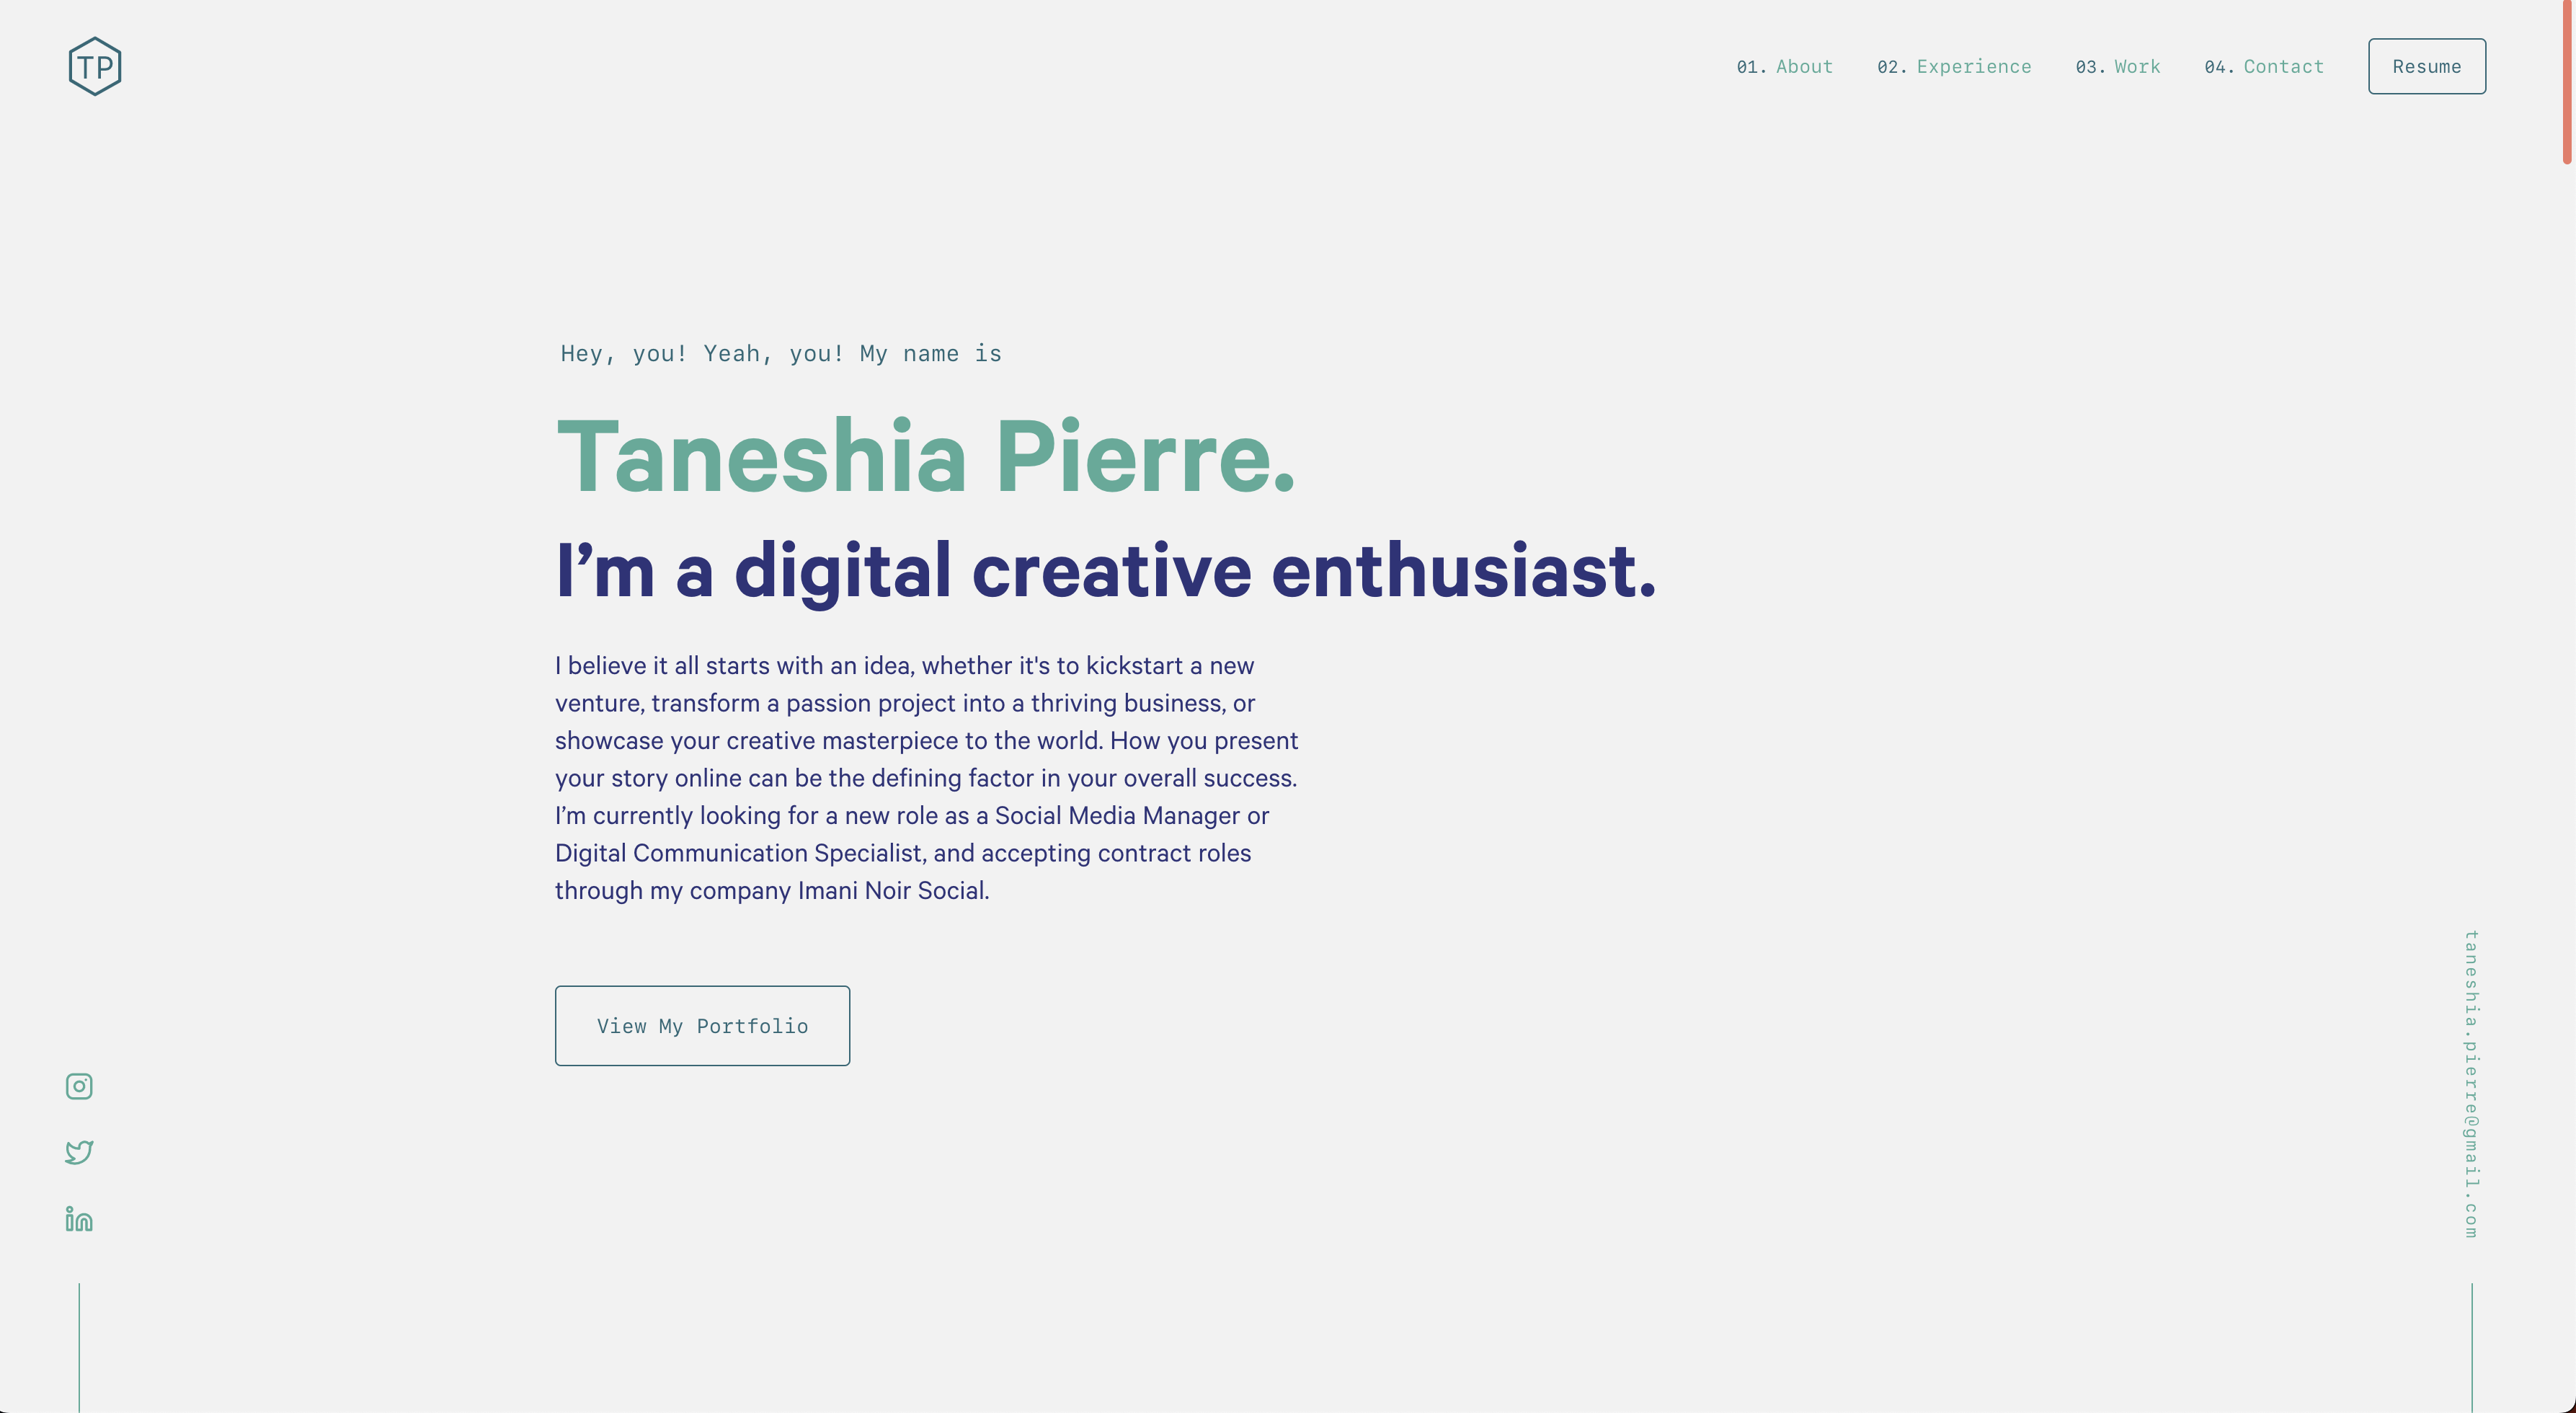 TP
01. About 02. Experience 03. Work 04. Contact Resume
Hey, you! Yeah, you! My name is
Taneshia Pierre.
I’m a digital creative enthusiast.
I believe it all starts with an idea, whether it's to kickstart a new
venture, transform a passion project into a thriving business, or
showcase your creative masterpiece to the world. How you present
your story online can be the defining factor in your overall success.
I’m currently looking for a new role as a Social Media Manager or
Digital Communication Specialist, and accepting contract roles
through my company Imani Noir Social.
View My Portfolio
in
taneshia.pierre@gmail.com